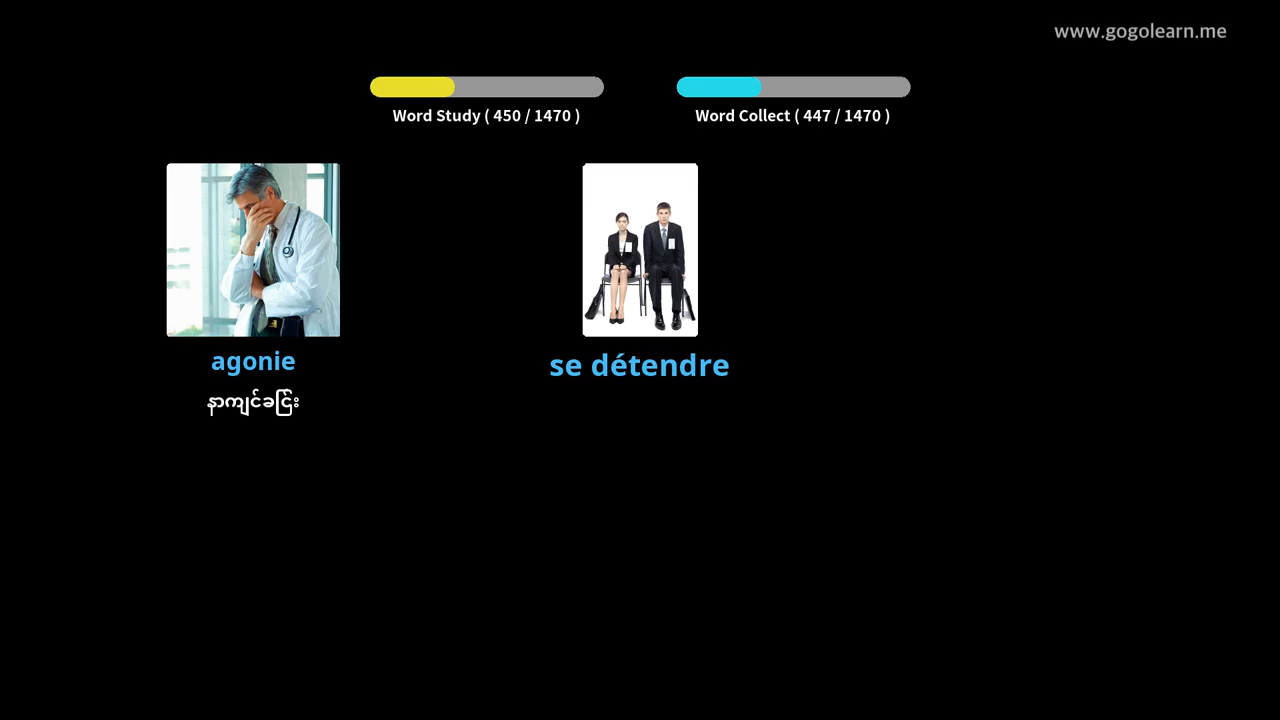 www.gogolearn.me
Word Study ( 450 / 1470 )
Word Collect ( 447 / 1470 )
agonie
နာကျင်ခြင်း
se détendre